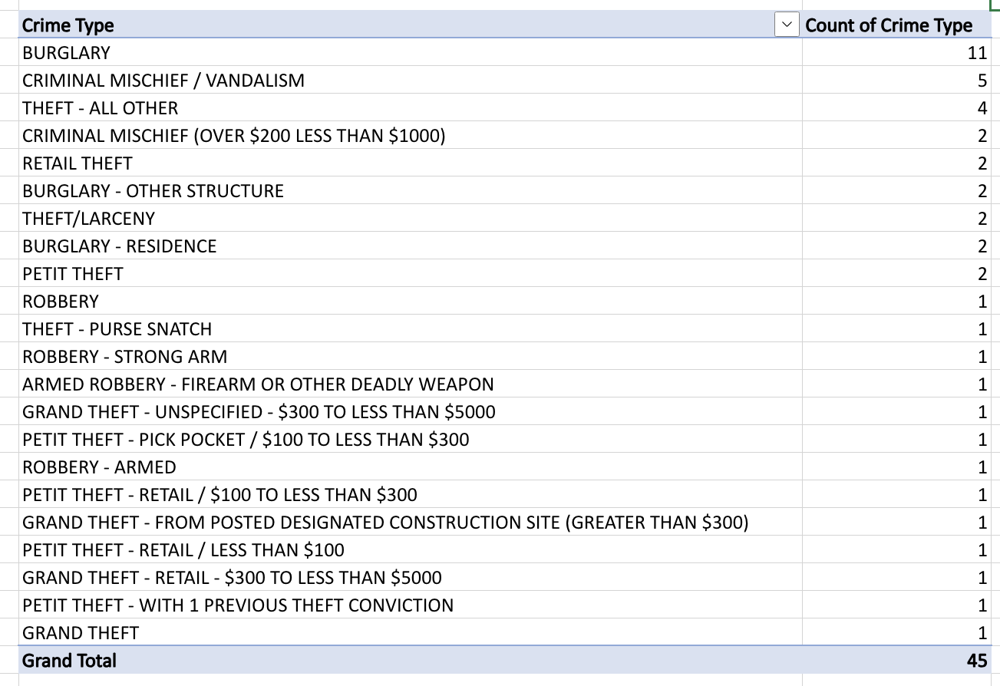 Crime Type Count of Crime Type
BURGLARY 11
CRIMINAL MISCHIEF / VANDALISM 5
THEFT - ALL OTHER 4
CRIMINAL MISCHIEF (OVER $200 LESS THAN $1000) 2
RETAIL THEFT 2
BURGLARY - OTHER STRUCTURE 2
THEFT/LARCENY 2
BURGLARY - RESIDENCE 2
PETIT THEFT 2
ROBBERY 1
THEFT - PURSE SNATCH 1
ROBBERY - STRONG ARM 1
ARMED ROBBERY - FIREARM OR OTHER DEADLY WEAPON 1
GRAND THEFT - UNSPECIFIED - $300 TO LESS THAN $5000 1
PETIT THEFT - PICK POCKET / $100 TO LESS THAN $300 1
ROBBERY - ARMED 1
PETIT THEFT - RETAIL / $100 TO LESS THAN $300 1
GRAND THEFT - FROM POSTED DESIGNATED CONSTRUCTION SITE (GREATER THAN $300) 1
PETIT THEFT - RETAIL / LESS THAN $100 1
GRAND THEFT - RETAIL - $300 TO LESS THAN $5000 1
PETIT THEFT - WITH 1 PREVIOUS THEFT CONVICTION 1
GRAND THEFT 1
Grand Total 45